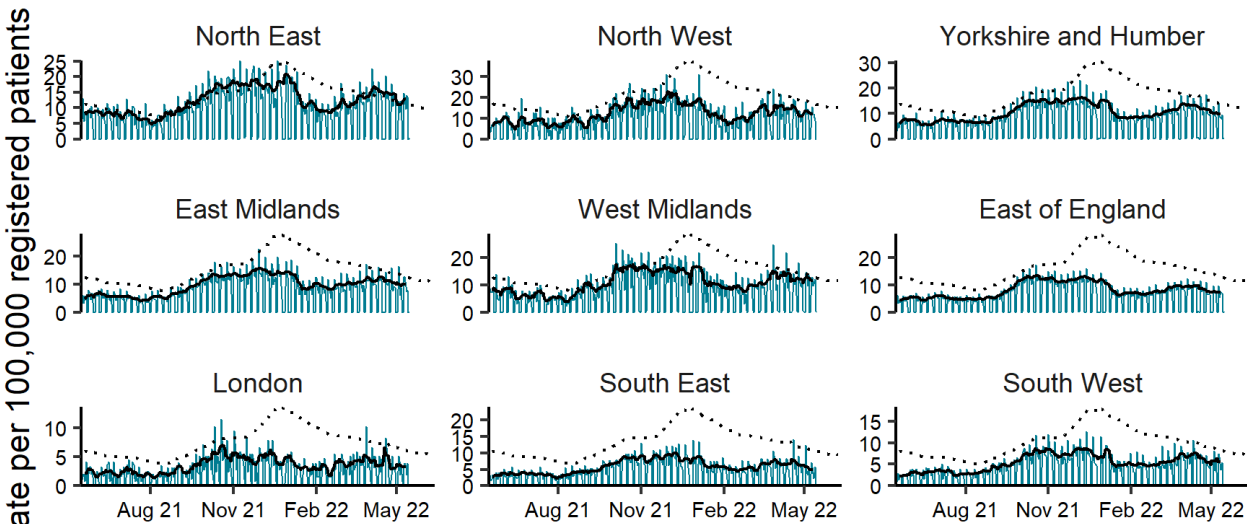 ate per 100,000 registered patients
North East
25
20
15
10
5
0
North West
30
20
10
0
Yorkshire and Humber
30
20
10
0
East Midlands
20
10
0
West Midlands
20
10
0
East of England
20
10
0
London
10
5
0
Aug 21 Nov 21 Feb 22 May 22
South East
20
15
10
5
0
Aug 21 Nov 21 Feb 22 May 22
South West
15
10
5
0
Aug 21 Nov 21 Feb 22 May 22